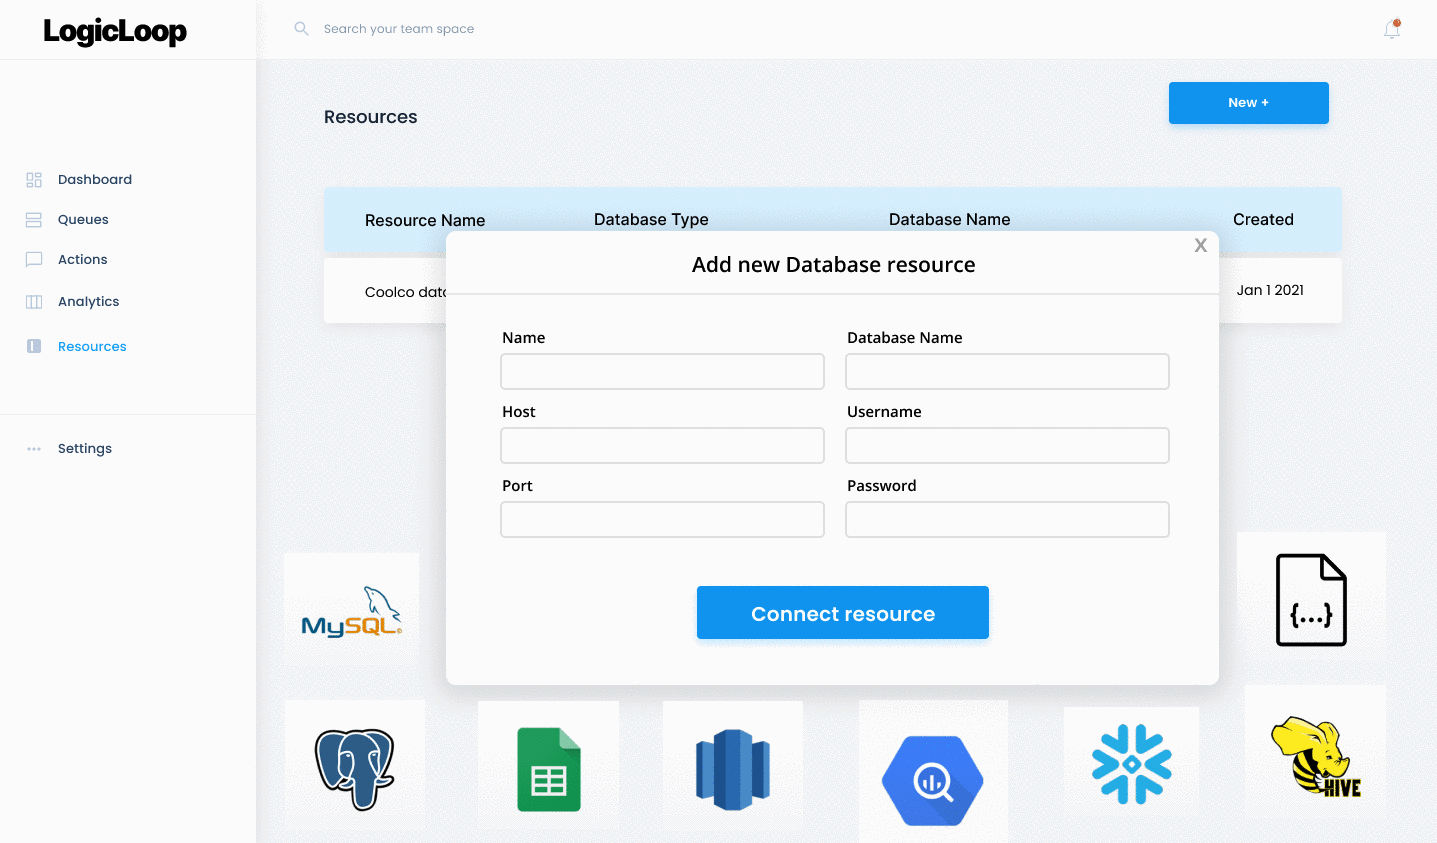 LogicLoop
Search your team space
Resources
New +
Dashboard
Queues
Actions
Analytics
Resources
Settings
Resource Name
Database Type
Database Name
Created
Coolco data
Jan 1 2021
X
Add new Database resource
Name
Database Name
Host
Username
Port
Password
Connect resource
MySQL
{...}
HIVE